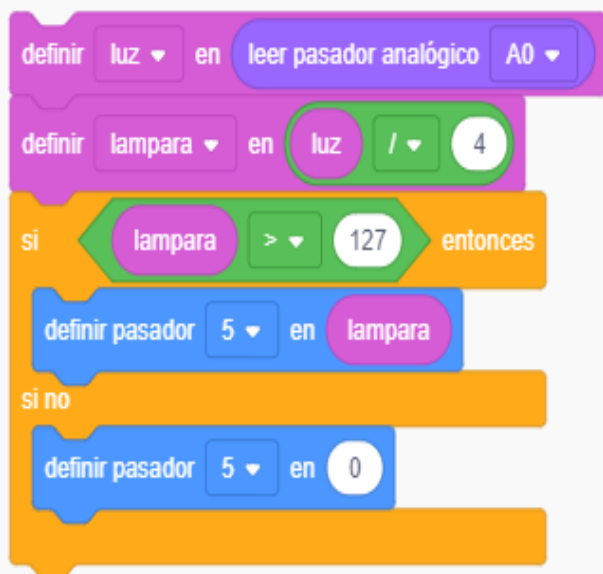 definir luz en leer pasador analógico A0
definir lampara en luz / 4
si lampara > 127 entonces
definir pasador 5 en lampara
si no
definir pasador 5 en 0